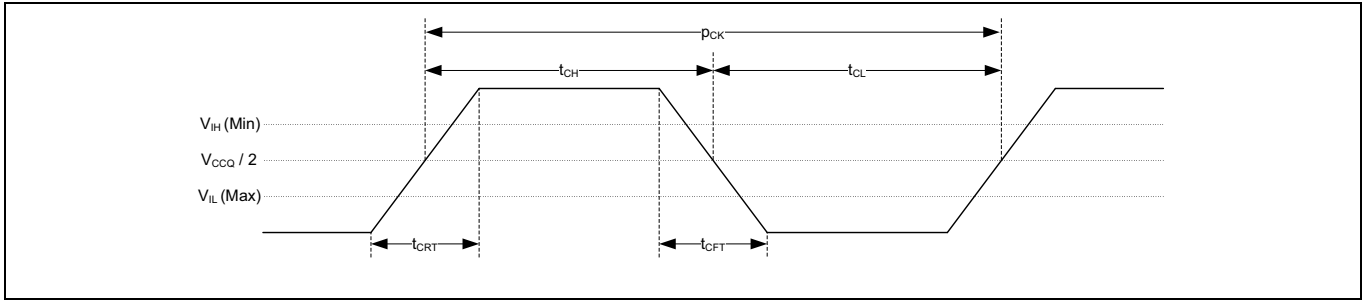 pCK
tCH
tCL
VIH (Min)
VCCQ / 2
VIL (Max)
tCRT
tCFT